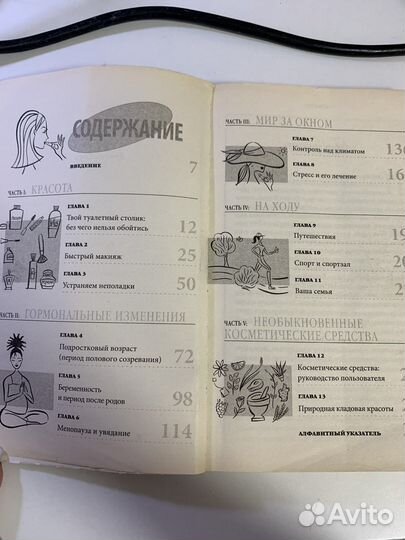 СОДЕРЖАНИЕ
ВВЕДЕНИЕ 7
ЧАСТЬ I: КРАСОТА
ГЛАВА 1
Твой туалетный столик:
без чего нельзя обойтись 12
ГЛАВА 2
Быстрый макияж 25
ГЛАВА 3
Устраняем неполадки 50
ЧАСТЬ II: ГОРМОНАЛЬНЫЕ ИЗМЕНЕНИЯ
ГЛАВА 4
Подростковый возраст
(период полового созревания) 72
ГЛАВА 5
Беременность
и период после родов 98
ГЛАВА 6
Менопауза и увядание 114
ЧАСТЬ III: МИР ЗА ОКНОМ
ГЛАВА 7
Контроль над климатом 136
ГЛАВА 8
Стресс и его лечение
ЧАСТЬ IV: НА ХОДУ
ГЛАВА 9
Путешествия
ГЛАВА 10
Спорт и спортзал
ГЛАВА 11
Ваша семья
ЧАСТЬ V: НЕОБЫКНОВЕННЫЕ
КОСМЕТИЧЕСКИЕ СРЕДСТВА
ГЛАВА 12
Косметические средства:
руководство пользователя
ГЛАВА 13
Природная кладовая красоты
АЛФАВИТНЫЙ УКАЗАТЕЛЬ
Avito